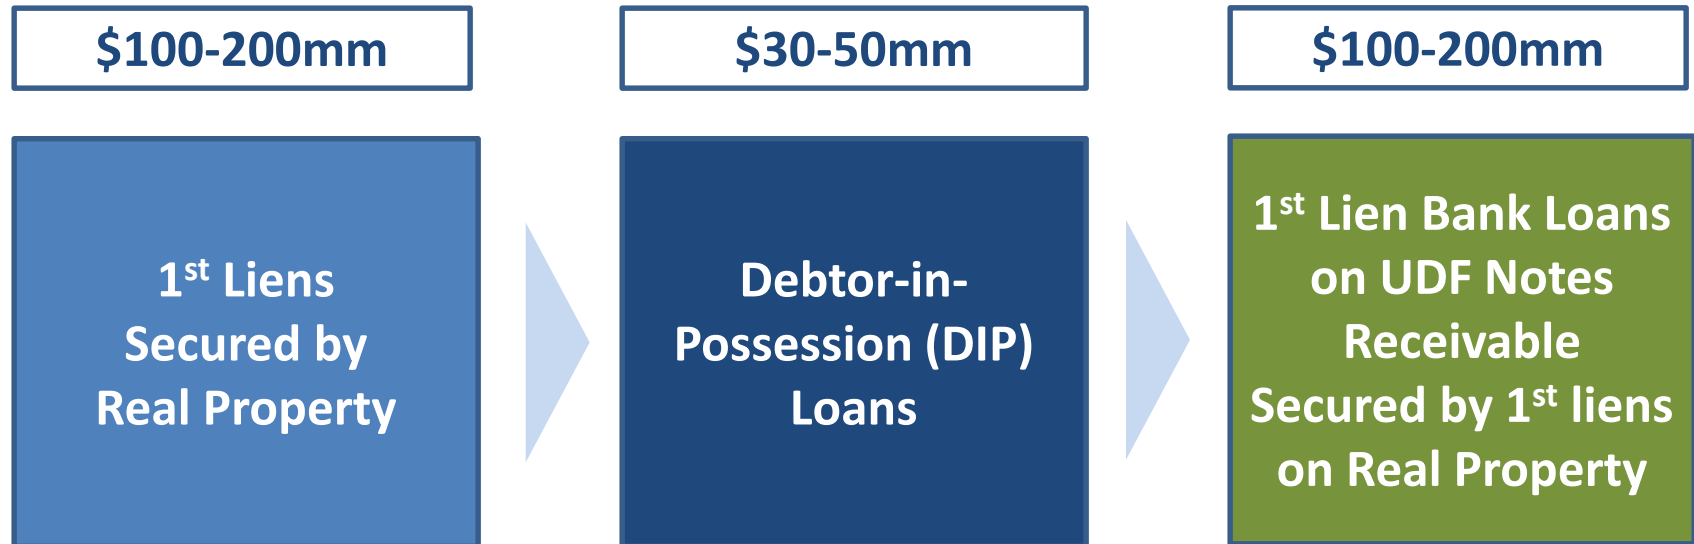 $100-200mm
$30-50mm
$100-200mm
1st Liens
Secured by
Real Property
Debtor-in-
Possession (DIP)
Loans
1st Lien Bank Loans
on UDF Notes
Receivable
Secured by 1st liens
on Real Property